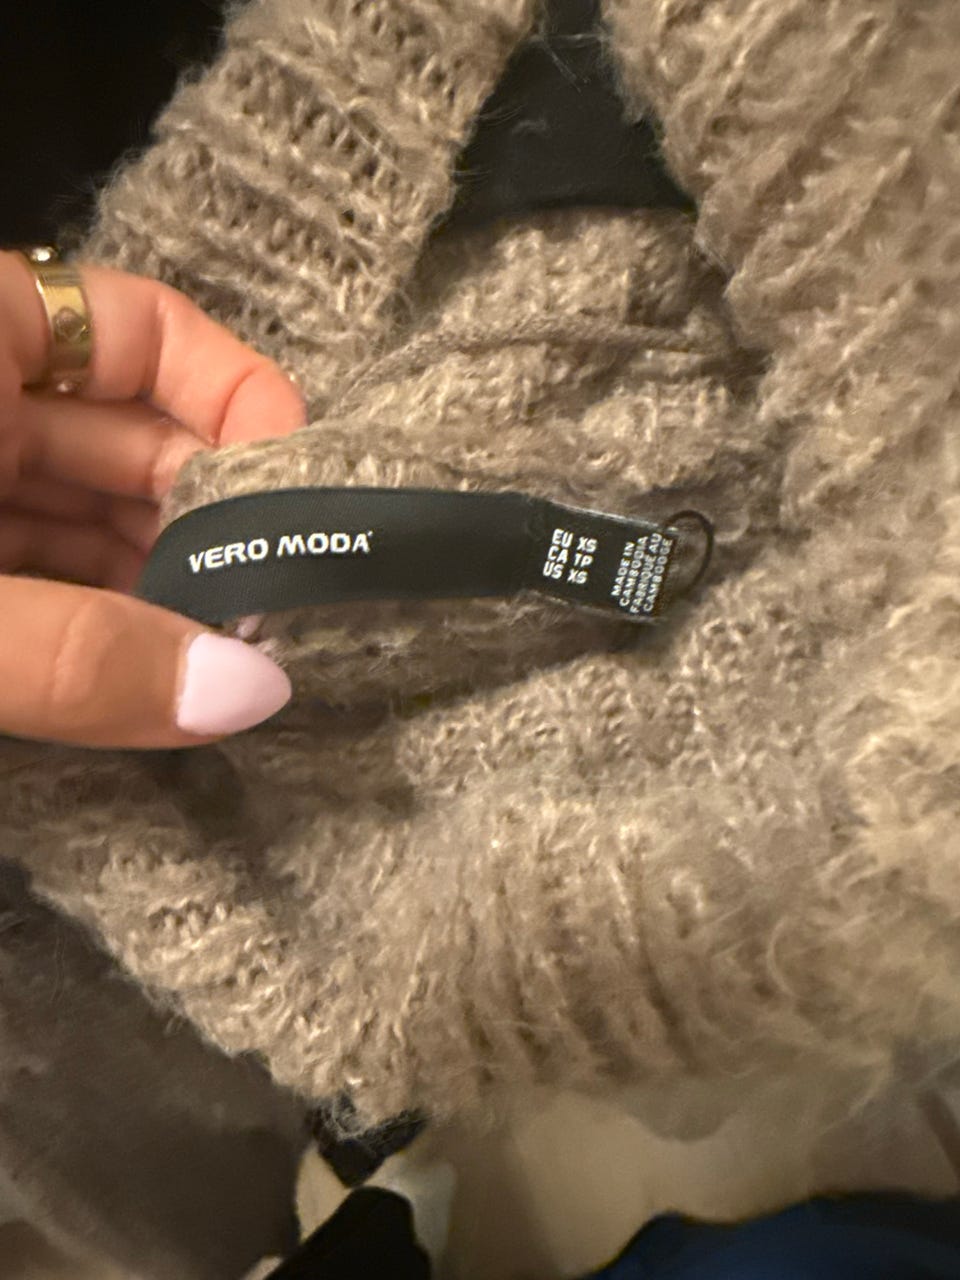 VERO MODA
EU XS
CA TP
US XS
MADE IN
CAMBODIA
FABRIQUÉ AU
CAMBODGE